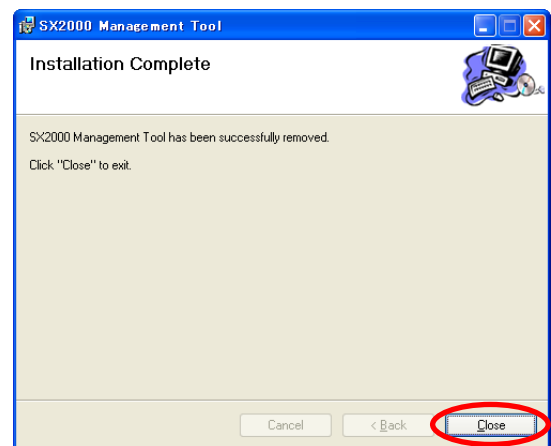 SX2000 Management Tool
Installation Complete
SX2000 Management Tool has been successfully removed.
Click "Close" to exit.
Cancel
< Back
Close